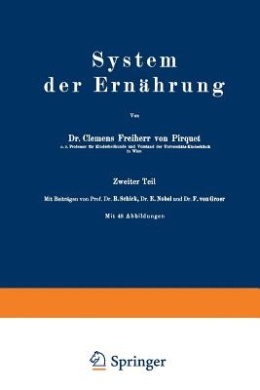 System
der Ernährung
Von
Dr. Clemens Freiherr von Pirquet
o. ö. Professor für Kinderheilkunde und Vorstand der Universitäts-Kinderklinik
in Wien
Zweiter Teil
Mit Beiträgen von Prof. Dr. B. Schick, Dr. E. Nobel und Dr. F. von Groer
Mit 48 Abbildungen
Springer